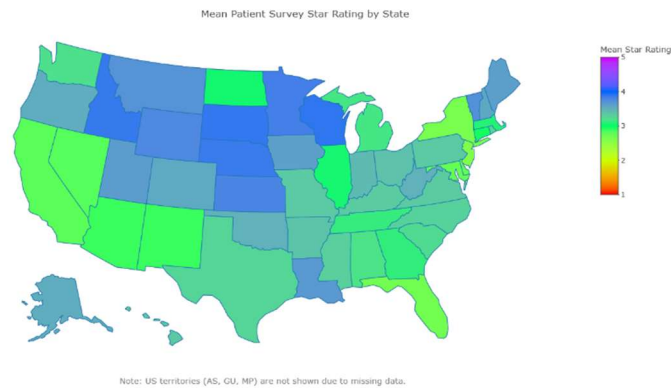 Mean Patient Survey Star Rating by State
Mean Star Rating
5
4
3
2
1
Note: US territories (AS, GU, MP) are not shown due to missing data.